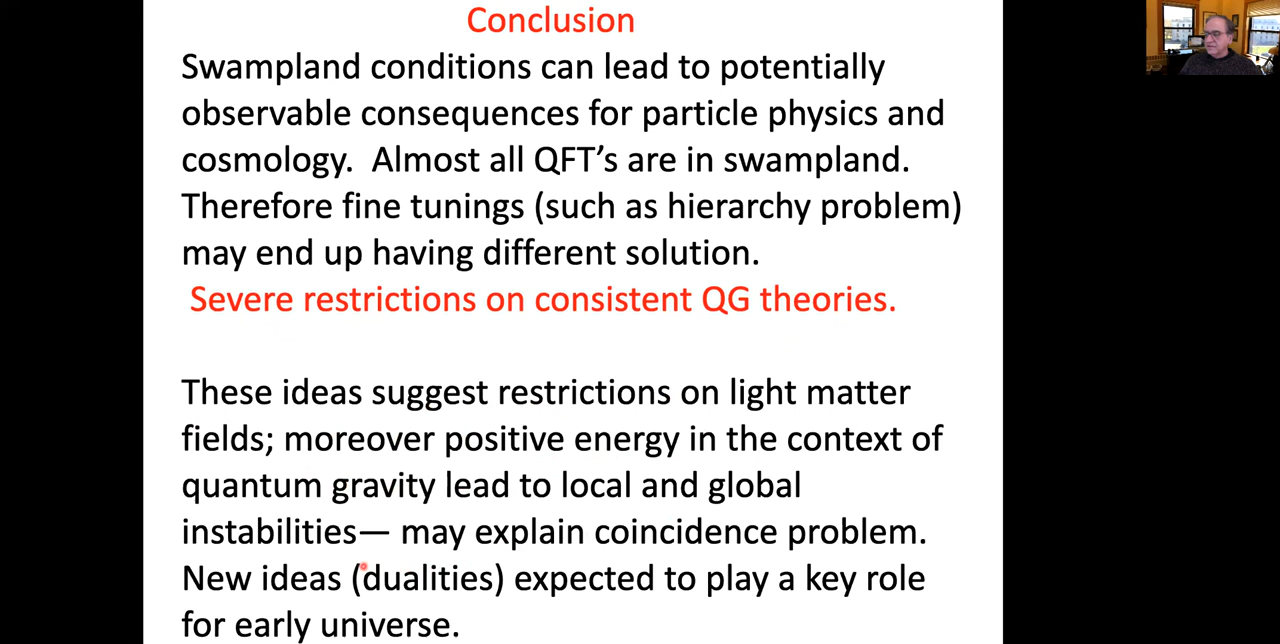 Conclusion
Swampland conditions can lead to potentially
observable consequences for particle physics and
cosmology.  Almost all QFT’s are in swampland.
Therefore fine tunings (such as hierarchy problem)
may end up having different solution.
Severe restrictions on consistent QG theories.
These ideas suggest restrictions on light matter
fields; moreover positive energy in the context of
quantum gravity lead to local and global
instabilities— may explain coincidence problem.
New ideas (dualities) expected to play a key role
for early universe.